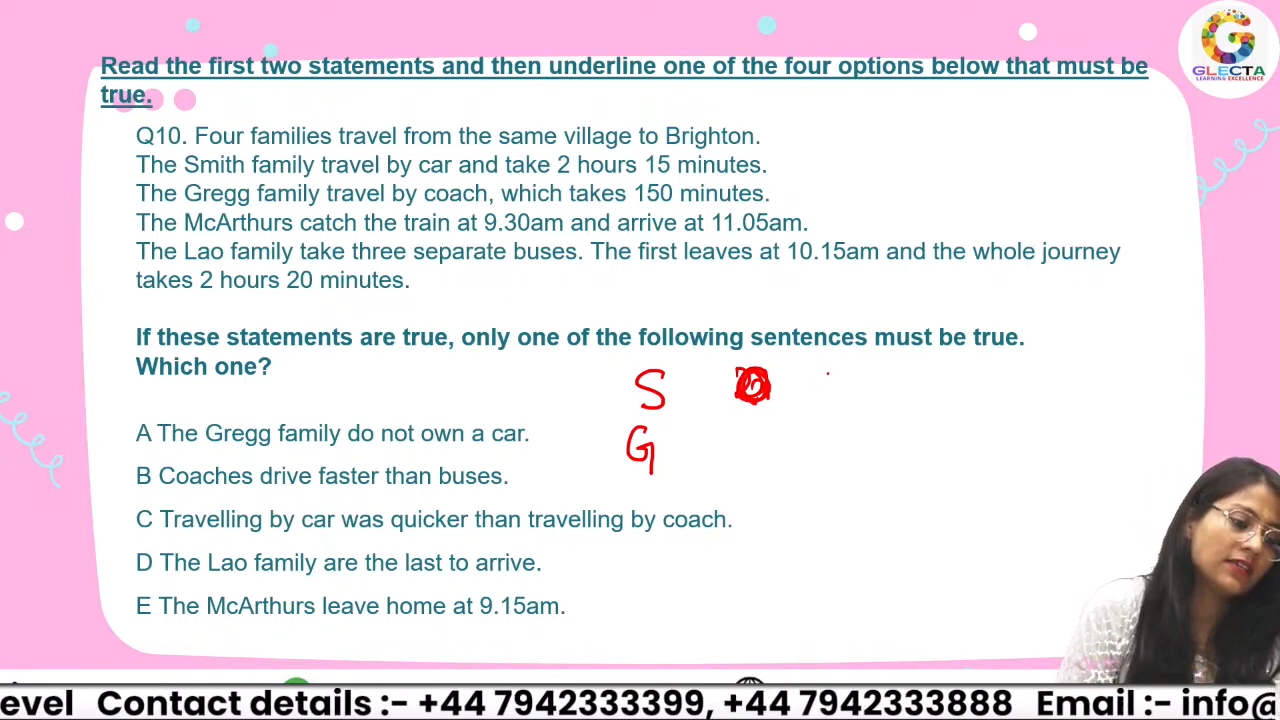 GLECTA
LEARNING EXCELLENCE
Read the first two statements and then underline one of the four options below that must be
true.
Q10. Four families travel from the same village to Brighton.
The Smith family travel by car and take 2 hours 15 minutes.
The Gregg family travel by coach, which takes 150 minutes.
The McArthurs catch the train at 9.30am and arrive at 11.05am.
The Lao family take three separate buses. The first leaves at 10.15am and the whole journey
takes 2 hours 20 minutes.
If these statements are true, only one of the following sentences must be true.
Which one?
S
A The Gregg family do not own a car.
G
B Coaches drive faster than buses.
C Travelling by car was quicker than travelling by coach.
D The Lao family are the last to arrive.
E The McArthurs leave home at 9.15am.
evel Contact details :- +44 7942333399, +44 7942333888 Email :- info@